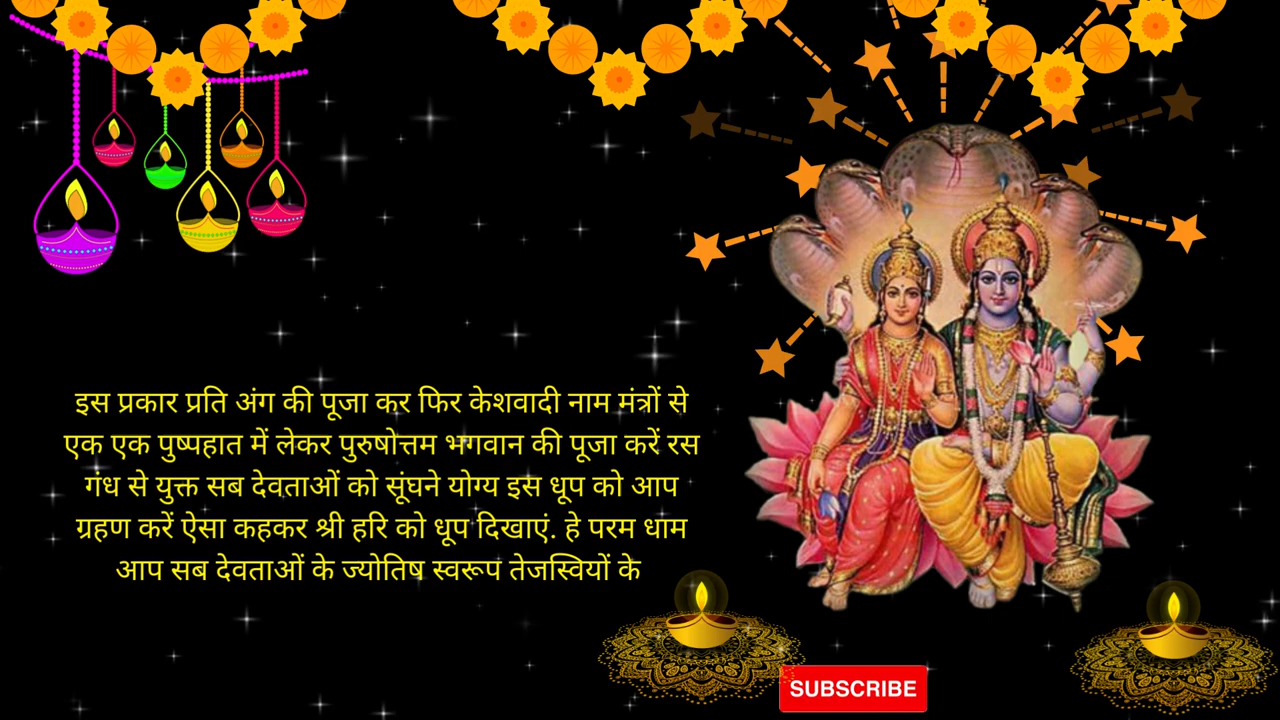 इस प्रकार प्रति अंग की पूजा कर फिर केशवादी नाम मंत्रों से
एक एक पुष्पहात में लेकर पुरुषोत्तम भगवान की पूजा करें रस
गंध से युक्त सब देवताओं को सूंघने योग्य इस धूप को आप
ग्रहण करें ऐसा कहकर श्री हरि को धूप दिखाएं. हे परम धाम
आप सब देवताओं के ज्योतिष स्वरूप तेजस्वियों के
SUBSCRIBE